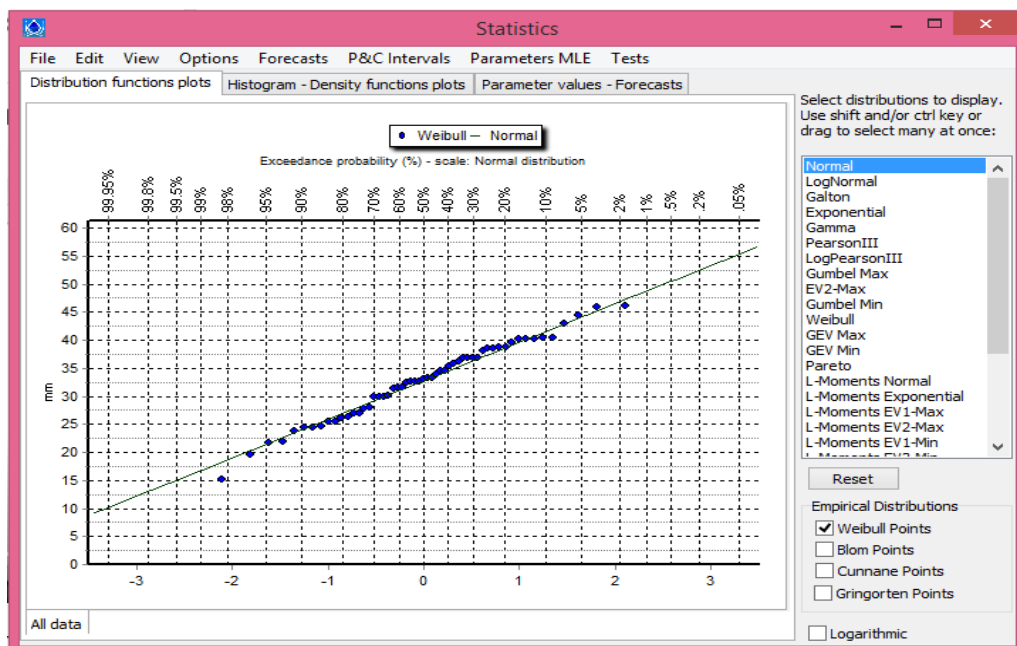 Statistics
File Edit View Options Forecasts P&C Intervals Parameters MLE Tests
Distribution functions plots Histogram - Density functions plots Parameter values - Forecasts
Weibull — Normal
Exceedance probability (%) - scale: Normal distribution
99.95% 99.8% 99.5% 99% 98% 95% 90% 80% 70% 60% 50% 40% 30% 20% 10% 5% 2% 1% .5% .2% .05%
60
55
50
45
40
35
30
25
20
15
10
5
0
mm
-3 -2 -1 0 1 2 3
All data
Select distributions to display.
Use shift and/or ctrl key or
drag to select many at once:
Normal
LogNormal
Galton
Exponential
Gamma
PearsonIII
LogPearsonIII
Gumbel Max
EV2-Max
Gumbel Min
Weibull
GEV Max
GEV Min
Pareto
L-Moments Normal
L-Moments Exponential
L-Moments EV1-Max
L-Moments EV2-Max
L-Moments EV1-Min
Reset
Empirical Distributions
Weibull Points
Blom Points
Cunnane Points
Gringorten Points
Logarithmic